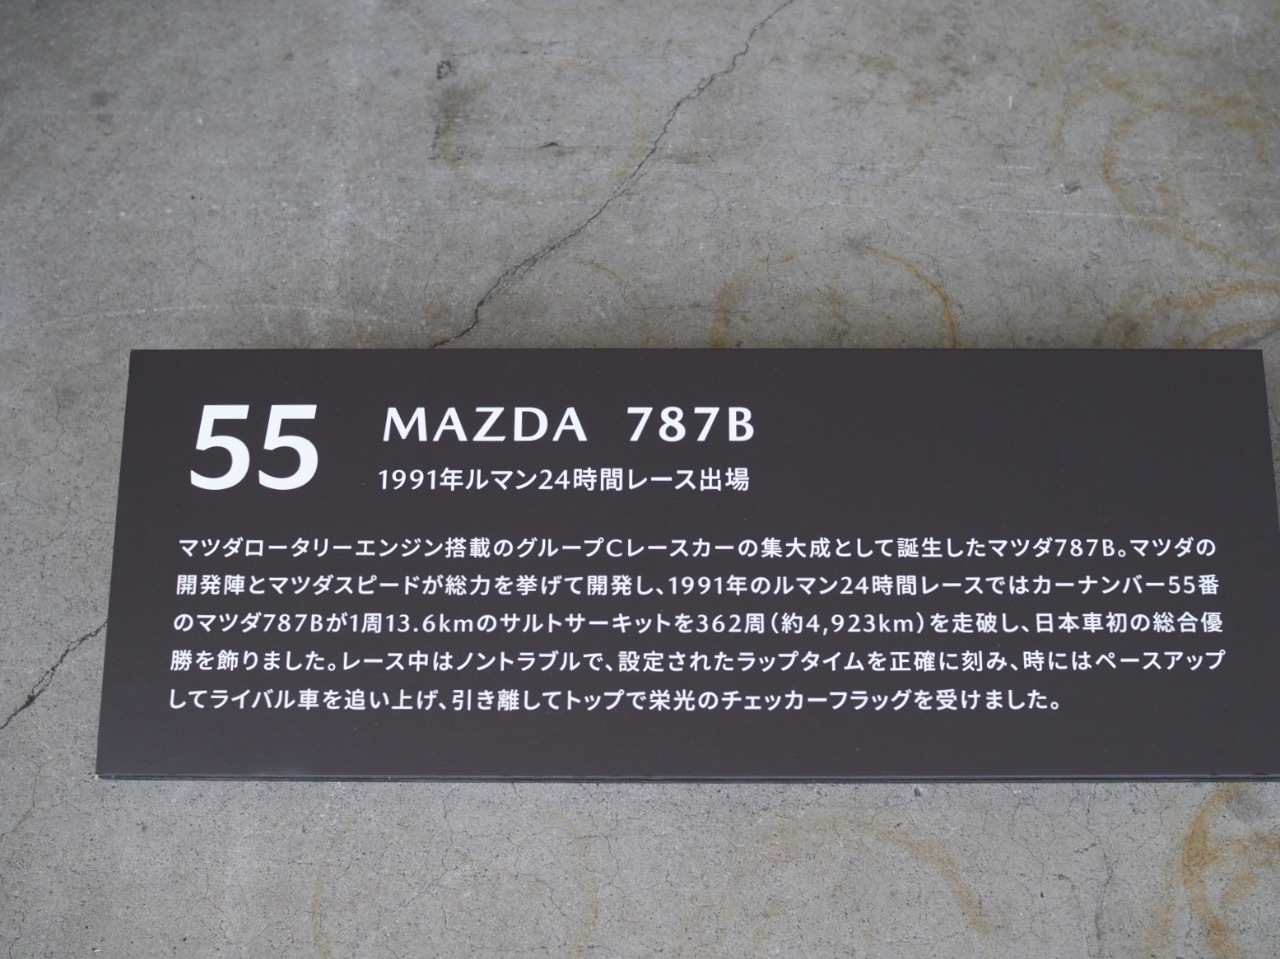 55
MAZDA 787B
1991年ルマン24時間レース出場
マツダロータリーエンジン搭載のグループCレースカーの集大成として誕生したマツダ787B。マツダの
開発陣とマツダスピードが総力を挙げて開発し、1991年のルマン24時間レースではカーナンバー55番
のマツダ787Bが1周13.6kmのサルトサーキットを362周（約4,923km）を走破し、日本車初の総合優
勝を飾りました。レース中はノントラブルで、設定されたラップタイムを正確に刻み、時にはペースアップ
してライバル車を追い上げ、引き離してトップで栄光のチェッカーフラッグを受けました。